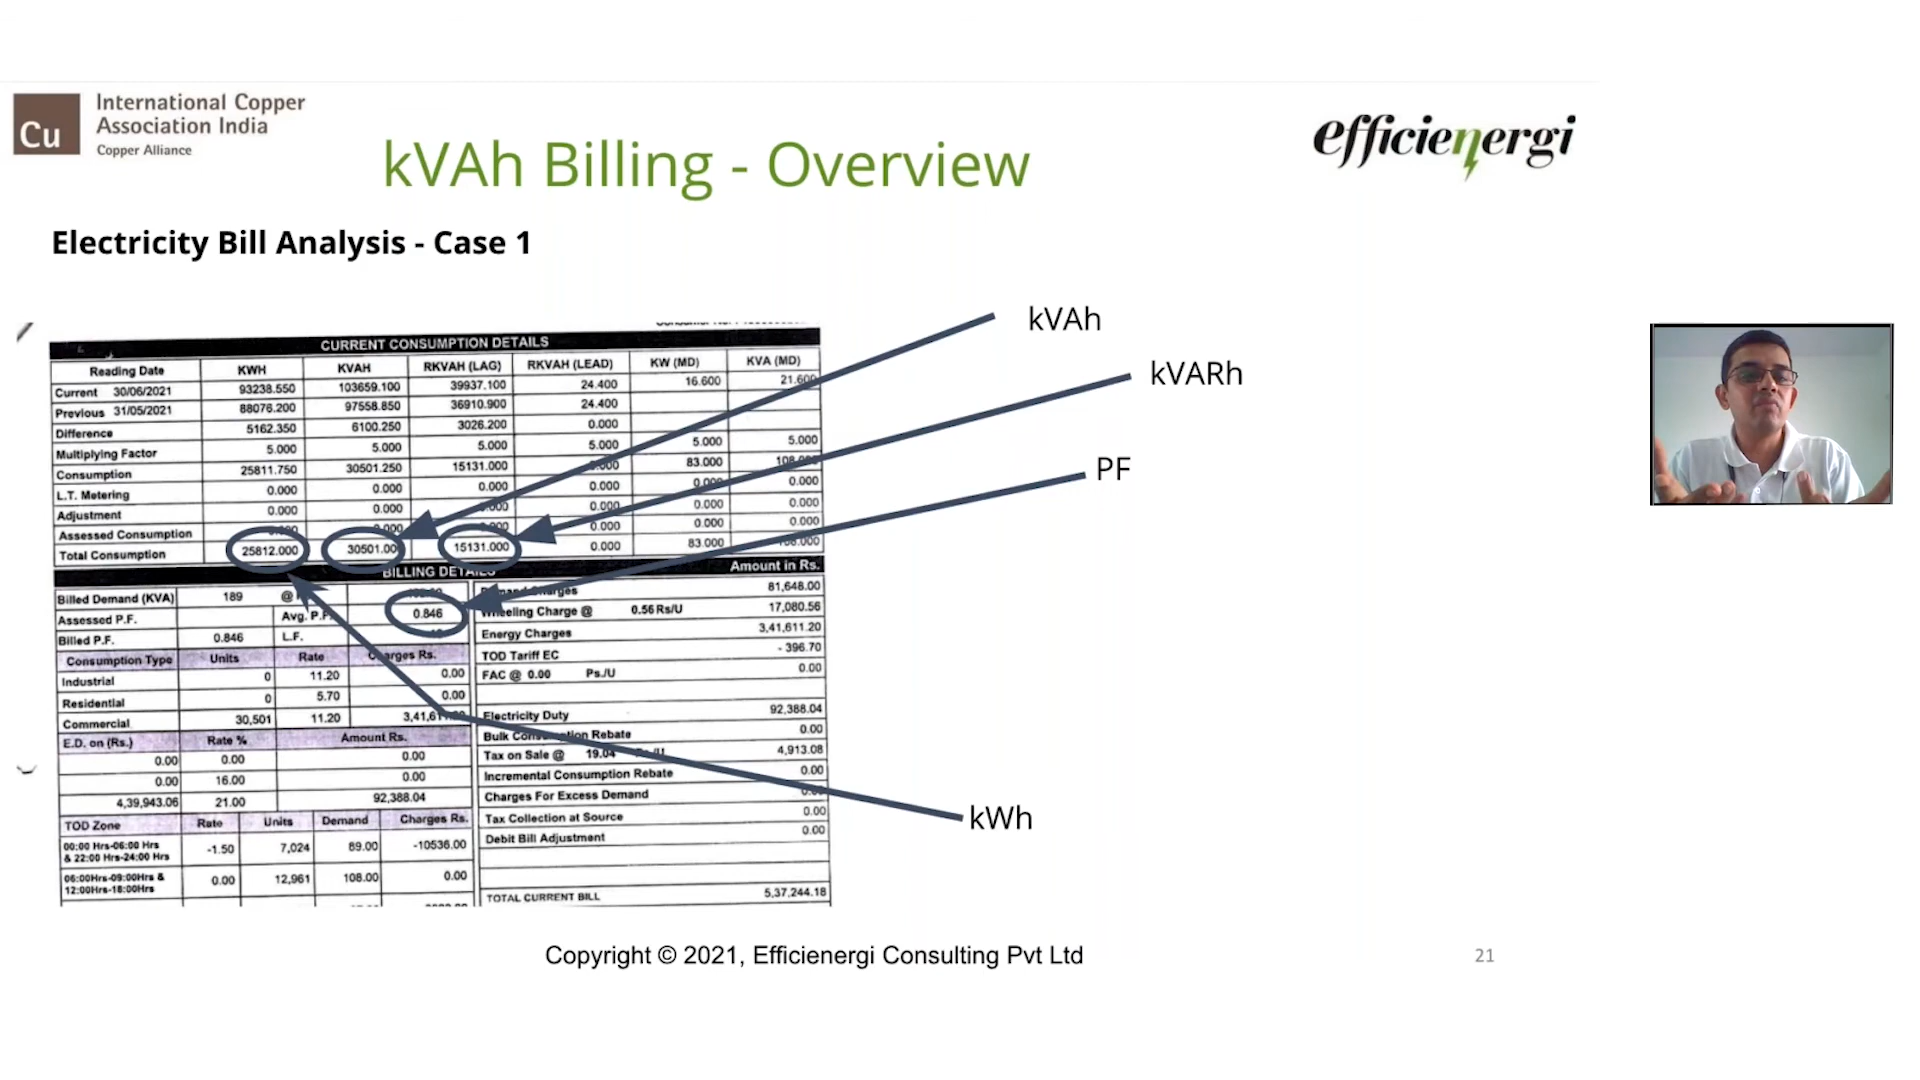 Cu
International Copper
Association India
Copper Alliance
efficienergi
kVAh Billing - Overview
Electricity Bill Analysis - Case 1
kVAh
kVARh
PF
kWh
CURRENT CONSUMPTION DETAILS
Reading Date KWH KVAH RKVAH (LAG) RKVAH (LEAD) KW (MD) KVA (MD)
Current 30/06/2021 93238.550 103659.100 39937.100 24.400 16.600 21.600
Previous 31/05/2021 88076.200 97558.850 36910.900 24.400
Difference 5162.350 6100.250 3026.200 0.000
Multiplying Factor 5.000 5.000 5.000 5.000 5.000 5.000
Consumption 25811.750 30501.250 15131.000 83.000
L.T. Metering 0.000 0.000 0.000 0.000 0.000
Adjustment 0.000 0.000 0.000 0.000 0.000
Assessed Consumption 0.000 0.000 0.000
Total Consumption 25812.000 30501.00 15131.000 0.000 83.000
BILLING DETAILS Amount in Rs.
Billed Demand (KVA) 189 @ 81,648.00
Assessed P.F. Avg. P.F. 0.846 Wheeling Charge @ 0.56 Rs/U 17,080.56
Billed P.F. 0.846 L.F. Energy Charges 3,41,611.20
Consumption Type Units Rate Charges Rs. TOD Tariff EC - 396.70
Industrial 0 11.20 0.00 FAC @ 0.00 Ps./U 0.00
Residential 0 5.70 0.00
Commercial 30,501 11.20 Electricity Duty 92,388.04
E.D. on (Rs.) Rate % Amount Rs. Bulk Consumption Rebate 0.00
0.00 0.00 0.00 Tax on Sale @ 19.04 4,913.08
0.00 16.00 0.00 Incremental Consumption Rebate 0.00
4,39,943.06 21.00 92,388.04 Charges For Excess Demand
TOD Zone Rate Units Demand Charges Rs. Tax Collection at Source 0.00
Debit Bill Adjustment 0.00
00:00 Hrs-06:00 Hrs
& 22:00 Hrs-24:00 Hrs -1.50 7,024 89.00 -10536.00
06:00Hrs-09:00Hrs &
12:00Hrs-18:00Hrs 0.00 12,961 108.00 0.00
TOTAL CURRENT BILL 5,37,244.18
Copyright © 2021, Efficienergi Consulting Pvt Ltd
21